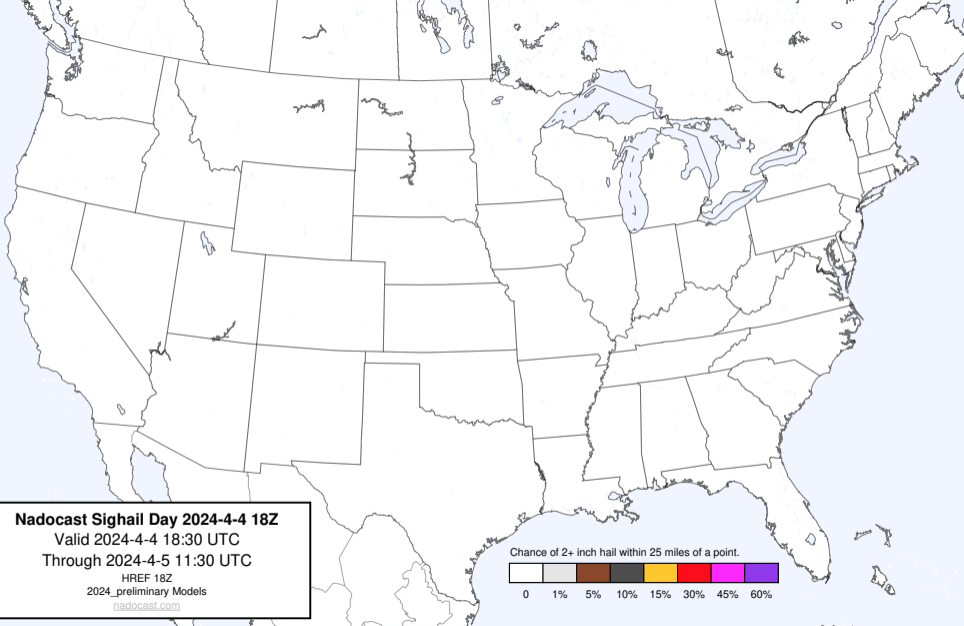 Nadocast Sighail Day 2024-4-4 18Z
Valid 2024-4-4 18:30 UTC
Through 2024-4-5 11:30 UTC
HREF 18Z
2024_preliminary Models
nadocast.com
Chance of 2+ inch hail within 25 miles of a point.
0 1% 5% 10% 15% 30% 45% 60%